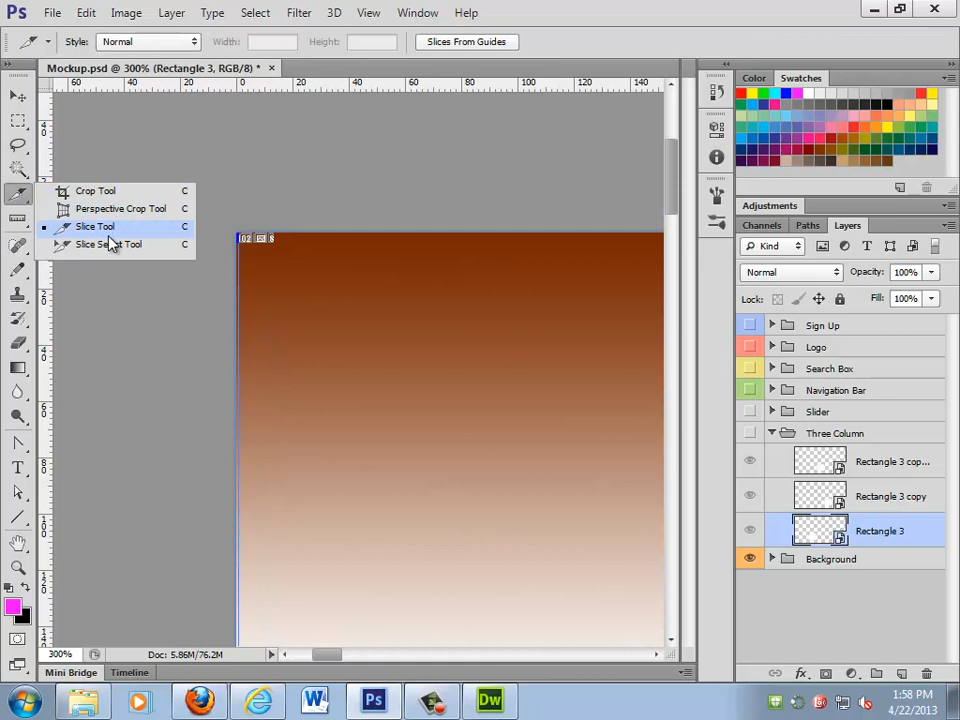 Ps File Edit Image Layer Type Select Filter 3D View Window Help
Style: Normal Width: Height: Slices From Guides
Mockup.psd @ 300% (Rectangle 3, RGB/8) * ×
60 40 20 0 20 40 60 80 100 120 140
Color Swatches
Crop Tool C
Perspective Crop Tool C
Slice Tool C
Slice Select Tool C
02
Adjustments
Channels Paths Layers
Kind
Normal Opacity: 100%
Lock: Fill: 100%
Sign Up
Logo
Search Box
Navigation Bar
Slider
Three Column
Rectangle 3 cop...
Rectangle 3 copy
Rectangle 3
Background
300% Doc: 5.86M/76.2M
Mini Bridge Timeline
W Ps Dw
1:58 PM
4/22/2013